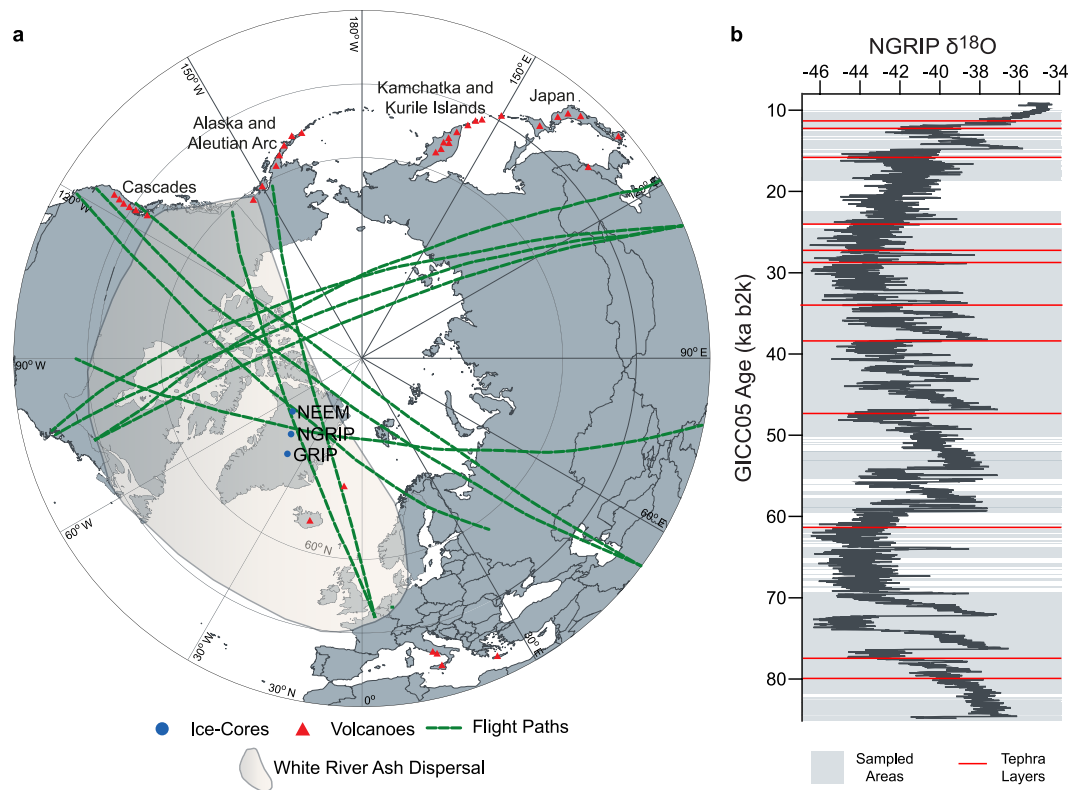 a
180° W
150° W
150° E
Kamchatka and
Kurile Islands
Japan
Alaska and
Aleutian Arc
Cascades
120° W
120° E
90° W
90° E
NEEM
NGRIP
GRIP
60° W
60° E
60° N
30° W
30° E
30° N
0°
Ice-Cores
Volcanoes
Flight Paths
White River Ash Dispersal
b
NGRIP δ18O
-46 -44 -42 -40 -38 -36 -34
GICC05 Age (ka b2k)
10
20
30
40
50
60
70
80
Sampled
Areas
Tephra
Layers